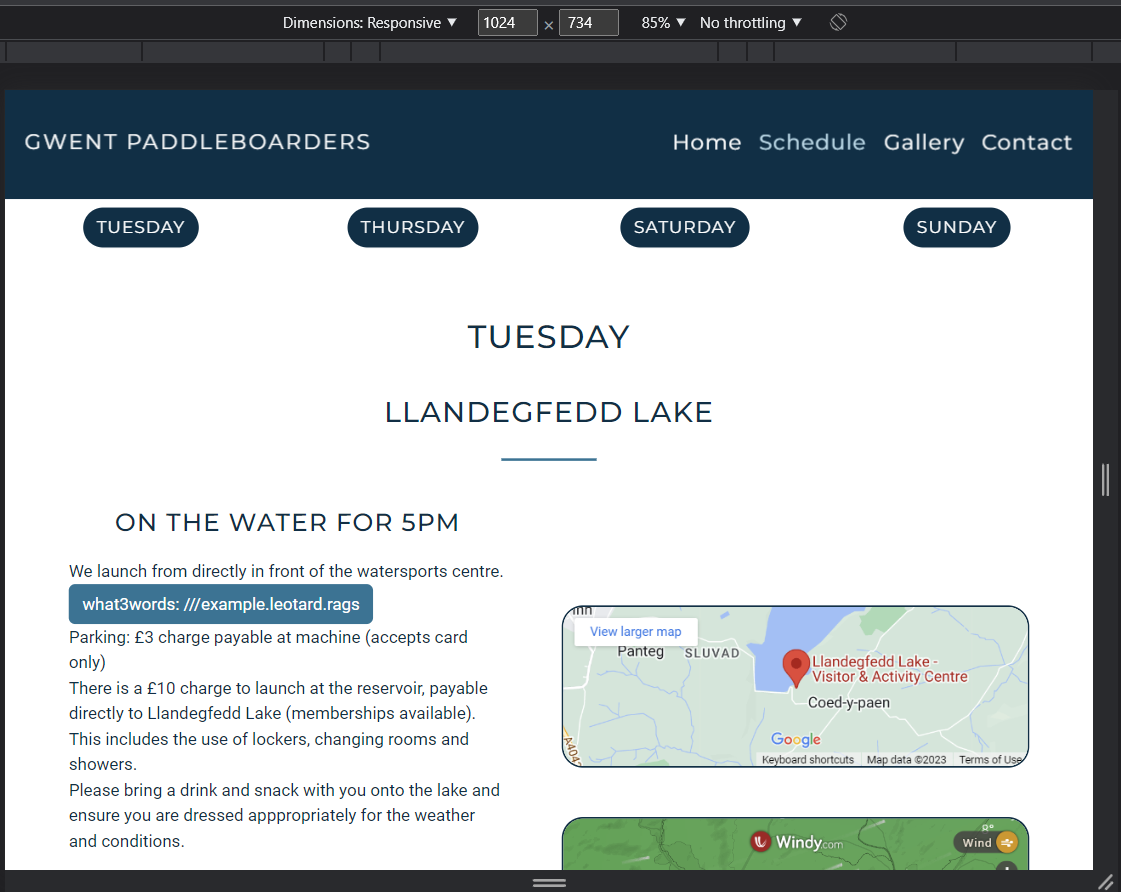 Dimensions: Responsive ▼ 1024 × 734 85% ▼ No throttling ▼
GWENT PADDLEBOARDERS
Home Schedule Gallery Contact
TUESDAY THURSDAY SATURDAY SUNDAY
TUESDAY
LLANDEGFEDD LAKE
ON THE WATER FOR 5PM
We launch from directly in front of the watersports centre.
what3words: ///example.leotard.rags
Parking: £3 charge payable at machine (accepts card
only)
There is a £10 charge to launch at the reservoir, payable
directly to Llandegfedd Lake (memberships available).
This includes the use of lockers, changing rooms and
showers.
Please bring a drink and snack with you onto the lake and
ensure you are dressed apppropriately for the weather
and conditions.
View larger map
Panteg
SLUVAD
Llandegfedd Lake -
Visitor & Activity Centre
Coed-y-paen
Google
Keyboard shortcuts Map data ©2023 Terms of Use
Windy.com
Wind